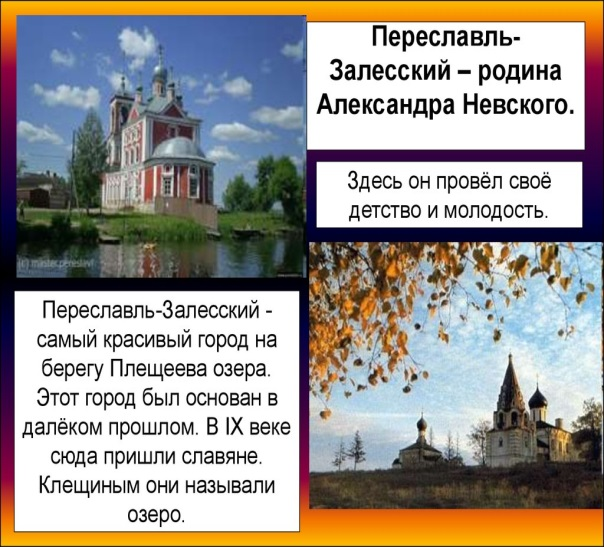 Переславль-
Залесский – родина
Александра Невского.
Здесь он провёл своё
детство и молодость.
Переславль-Залесский -
самый красивый город на
берегу Плещеева озера.
Этот город был основан в
далёком прошлом. В IX веке
сюда пришли славяне.
Клещиным они называли
озеро.